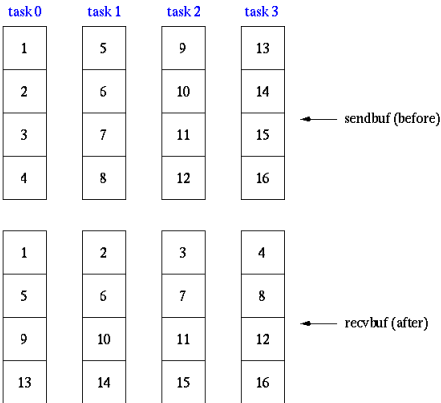 task 0 task 1 task 2 task 3
1 5 9 13
2 6 10 14
sendbuf (before)
3 7 11 15
4 8 12 16
1 2 3 4
5 6 7 8
recvbuf (after)
9 10 11 12
13 14 15 16